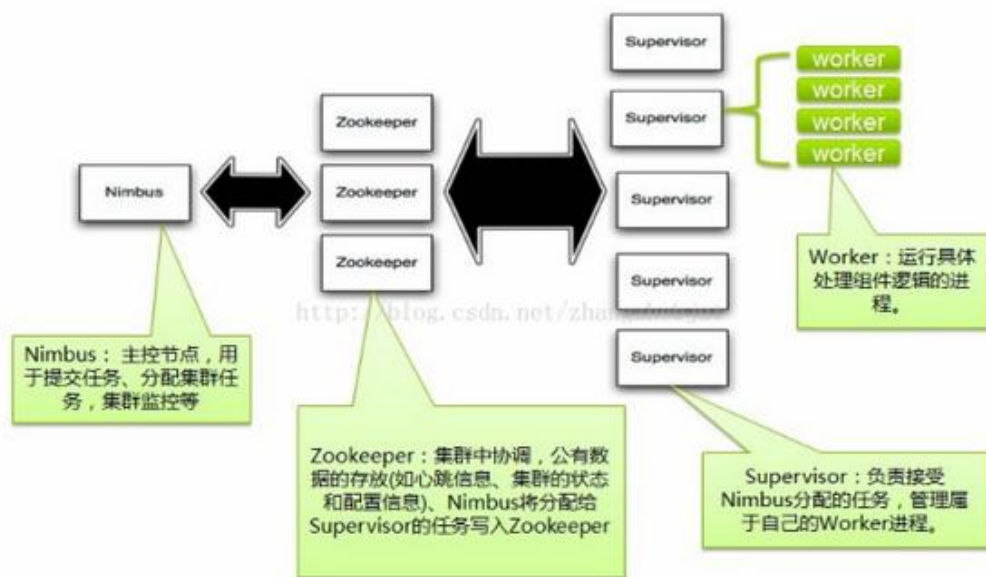 Supervisor
worker
worker
worker
worker
Supervisor
Zookeeper
Zookeeper
Zookeeper
Nimbus
Supervisor
Supervisor
Supervisor
Worker：运行具体
处理组件逻辑的进
程。
Nimbus： 主控节点，用
于提交任务、分配集群任
务，集群监控等
Zookeeper：集群中协调，公有数
据的存放(如心跳信息、集群的状态
和配置信息)、Nimbus将分配给
Supervisor的任务写入Zookeeper
Supervisor：负责接受
Nimbus分配的任务，管理属
于自己的Worker进程。